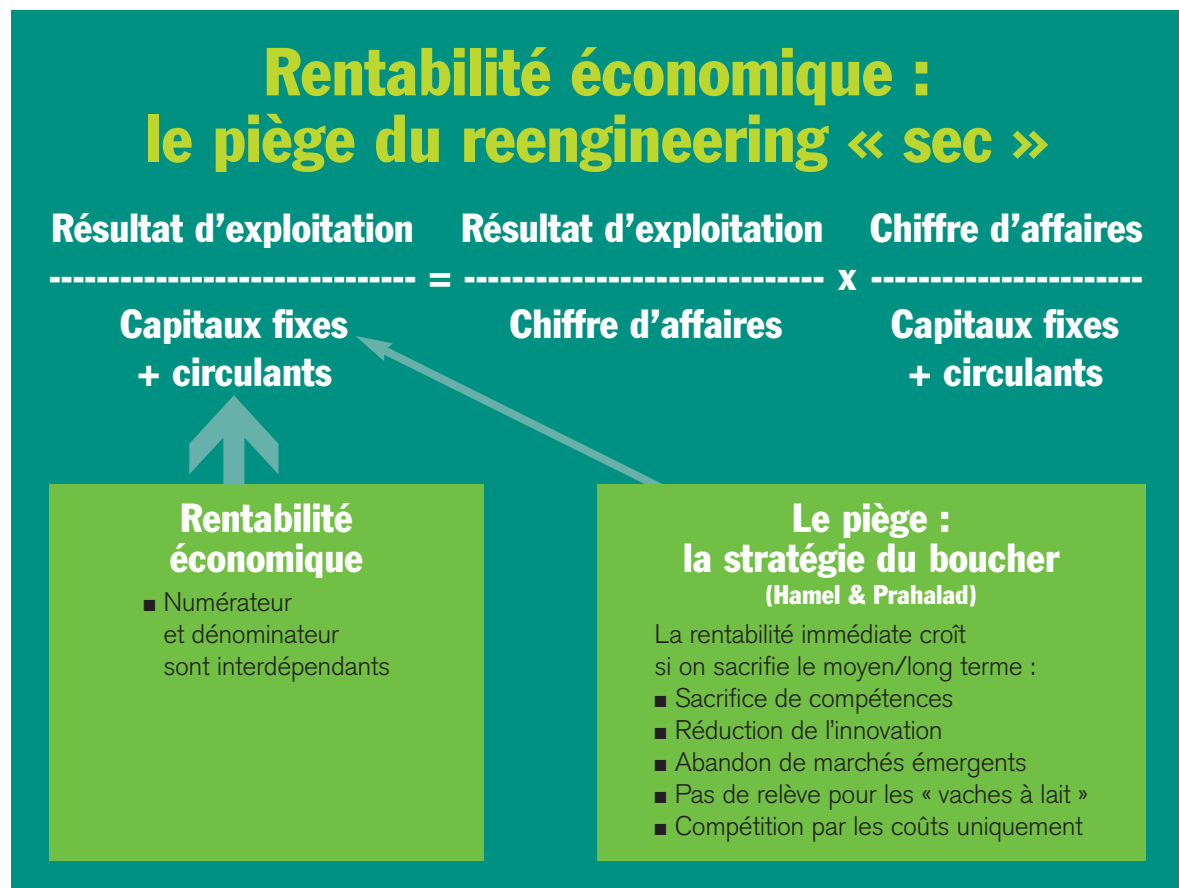 Rentabilité économique :
le piège du reengineering « sec »
Résultat d’exploitation Résultat d’exploitation Chiffre d’affaires
------------------------------- = ------------------------------- x -----------------------
Capitaux fixes Chiffre d’affaires Capitaux fixes
+ circulants + circulants
Rentabilité
économique
■ Numérateur
et dénominateur
sont interdépendants
Le piège :
la stratégie du boucher
(Hamel & Prahalad)
La rentabilité immédiate croît
si on sacrifie le moyen/long terme :
■ Sacrifice de compétences
■ Réduction de l’innovation
■ Abandon de marchés émergents
■ Pas de relève pour les « vaches à lait »
■ Compétition par les coûts uniquement